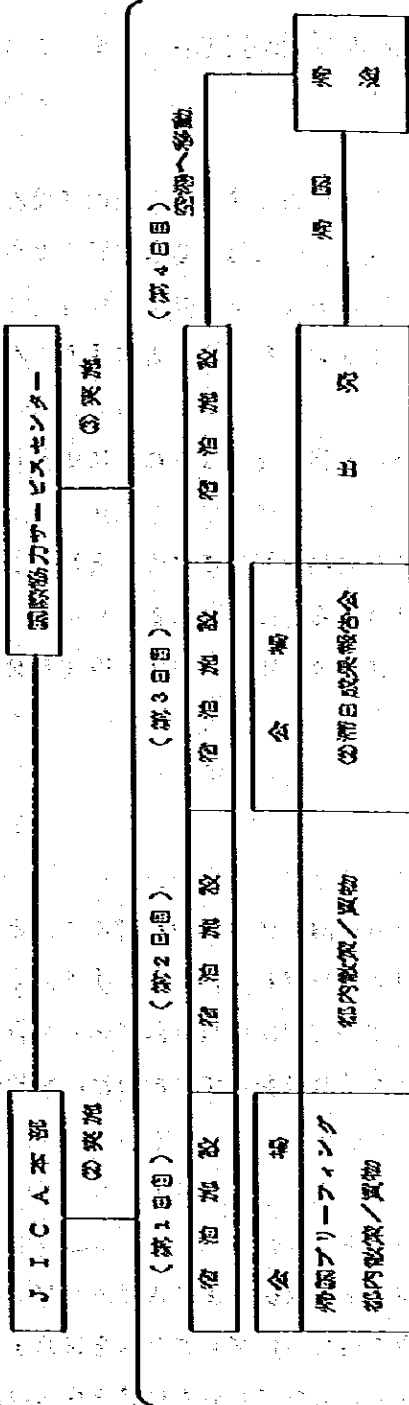 JICA本部
国際協力サービスセンター
(2)実施
(3)実施
(第1日目)
(第2日目)
(第3日目)
(第4日目)
空港へ移動
宿泊施設
宿泊施設
宿泊施設
宿泊施設
会場
会場
帰国ブリーフィング
都内散策/買物
都内散策/買物
(2)滞日成果報告会
出発
帰国
帰途